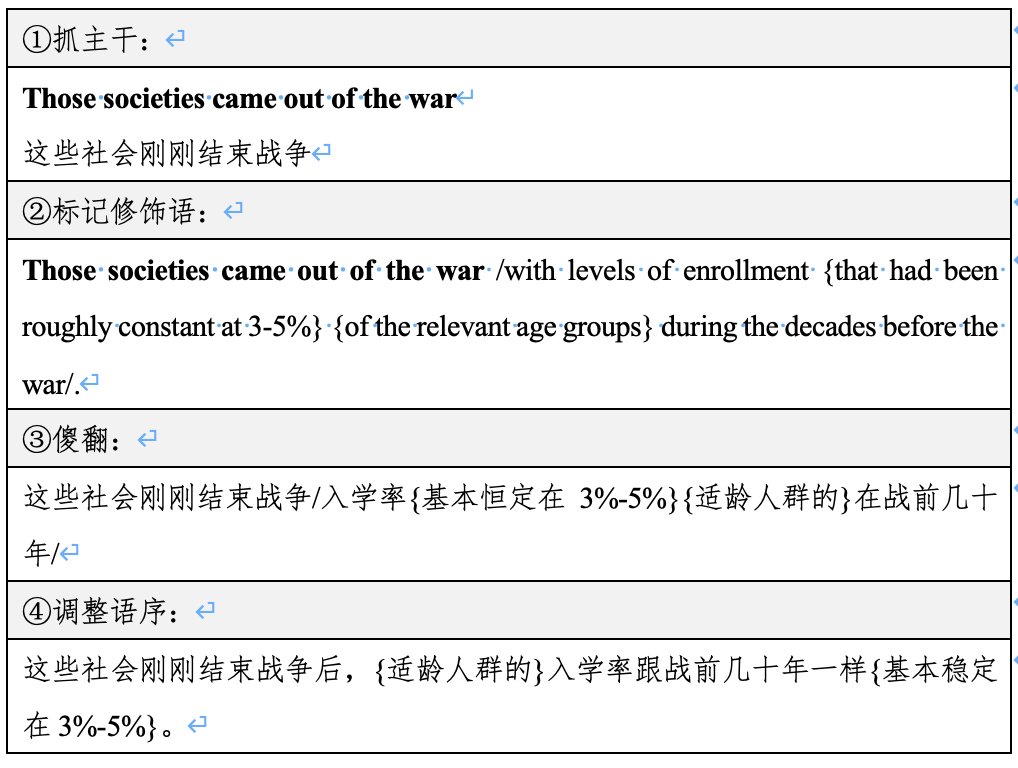 ①抓主干：
Those societies came out of the war
这些社会刚刚结束战争
②标记修饰语：
Those societies came out of the war /with levels of enrollment {that had been
roughly constant at 3-5%} {of the relevant age groups} during the decades before the
war/.
③傻翻：
这些社会刚刚结束战争/入学率{基本恒定在 3%-5%}{适龄人群的}在战前几十
年/
④调整语序：
这些社会刚刚结束战争后，{适龄人群的}入学率跟战前几十年一样{基本稳定
在 3%-5%}。